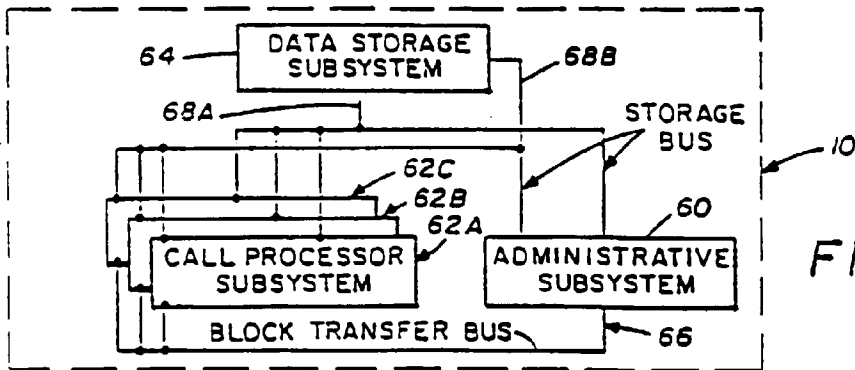 64
DATA STORAGE
SUBSYSTEM
68B
68A
STORAGE
BUS
10
62C
62B
62A
60
CALL PROCESSOR
SUBSYSTEM
ADMINISTRATIVE
SUBSYSTEM
FI
BLOCK TRANSFER BUS
66